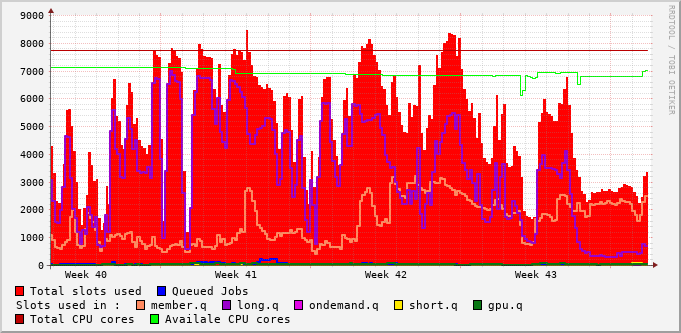 9000
8000
7000
6000
5000
4000
3000
2000
1000
0
Week 40 Week 41 Week 42 Week 43
RRDTOOL / TOBI OETIKER
Total slots used Queued Jobs
Slots used in : member.q long.q ondemand.q short.q gpu.q
Total CPU cores Availale CPU cores